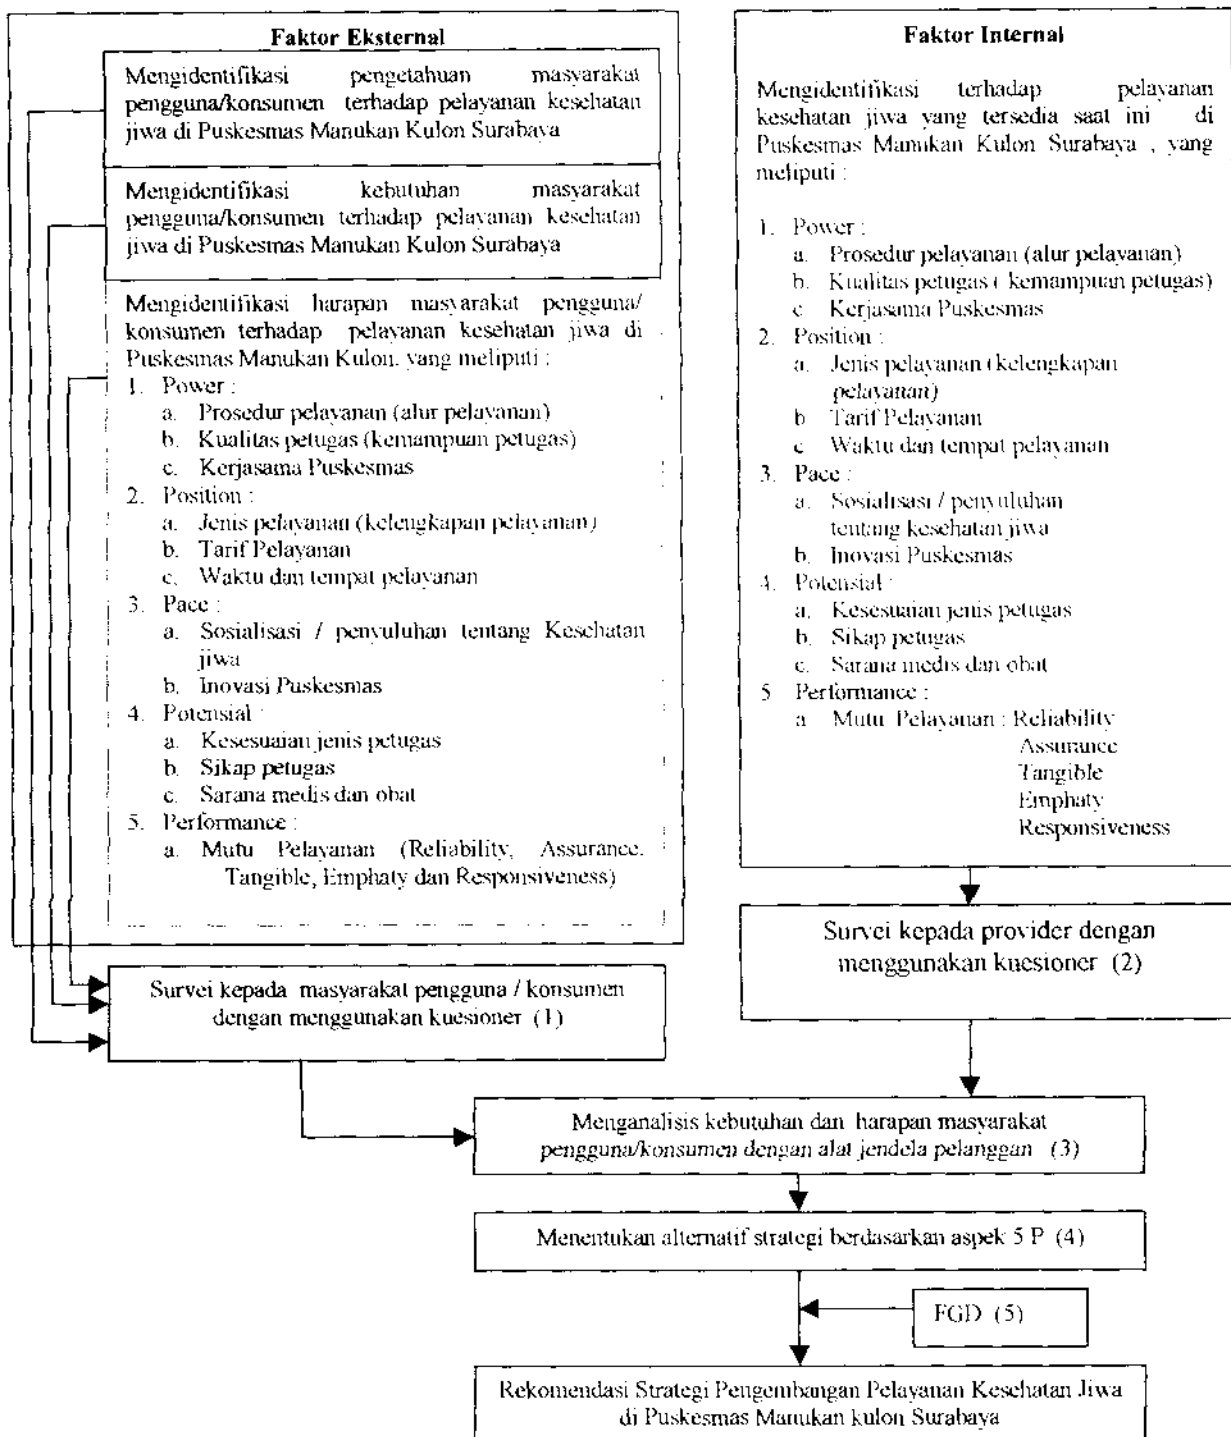 Faktor Eksternal
Mengidentifikasi pengetahuan masyarakat
pengguna/konsumen terhadap pelayanan kesehatan
jiwa di Puskesmas Manukan Kulon Surabaya
Mengidentifikasi kebutuhan masyarakat
pengguna/konsumen terhadap pelayanan kesehatan
jiwa di Puskesmas Manukan Kulon Surabaya
Mengidentifikasi harapan masyarakat pengguna/
konsumen terhadap pelayanan kesehatan jiwa di
Puskesmas Manukan Kulon. yang meliputi :
1. Power :
a. Prosedur pelayanan (alur pelayanan)
b. Kualitas petugas (kemampuan petugas)
c. Kerjasama Puskesmas
2. Position :
a. Jenis pelayanan (kelengkapan pelayanan)
b. Tarif Pelayanan
c. Waktu dan tempat pelayanan
3. Pace :
a. Sosialisasi / penyuluhan tentang Kesehatan
jiwa
b. Inovasi Puskesmas
4. Potensial :
a. Kesesuaian jenis petugas
b. Sikap petugas
c. Sarana medis dan obat
5. Performance :
a. Mutu Pelayanan (Reliability, Assurance.
Tangible, Emphaty dan Responsiveness)
Faktor Internal
Mengidentifikasi terhadap pelayanan
kesehatan jiwa yang tersedia saat ini di
Puskesmas Manukan Kulon Surabaya , yang
meliputi :
1. Power :
a. Prosedur pelayanan (alur pelayanan)
b. Kualitas petugas ( kemampuan petugas)
c Kerjasama Puskesmas
2. Position :
a. Jenis pelayanan (kelengkapan
pelayanan)
b Tarif Pelayanan
c Waktu dan tempat pelayanan
3. Pace :
a. Sosialisasi / penyuluhan
tentang kesehatan jiwa
b. Inovasi Puskesmas
4. Potensial :
a. Kesesuaian jenis petugas
b. Sikap petugas
c. Sarana medis dan obat
5 Performance :
a Mutu Pelayanan : Reliability
Assurance
Tangible
Emphaty
Responsiveness
Survei kepada masyarakat pengguna / konsumen
dengan menggunakan kuesioner (1)
Survei kepada provider dengan
menggunakan kuesioner (2)
Menganalisis kebutuhan dan harapan masyarakat
pengguna/konsumen dengan alat jendela pelanggan (3)
Menentukan alternatif strategi berdasarkan aspek 5 P (4)
FGD (5)
Rekomendasi Strategi Pengembangan Pelayanan Kesehatan Jiwa
di Puskesmas Manukan kulon Surabaya